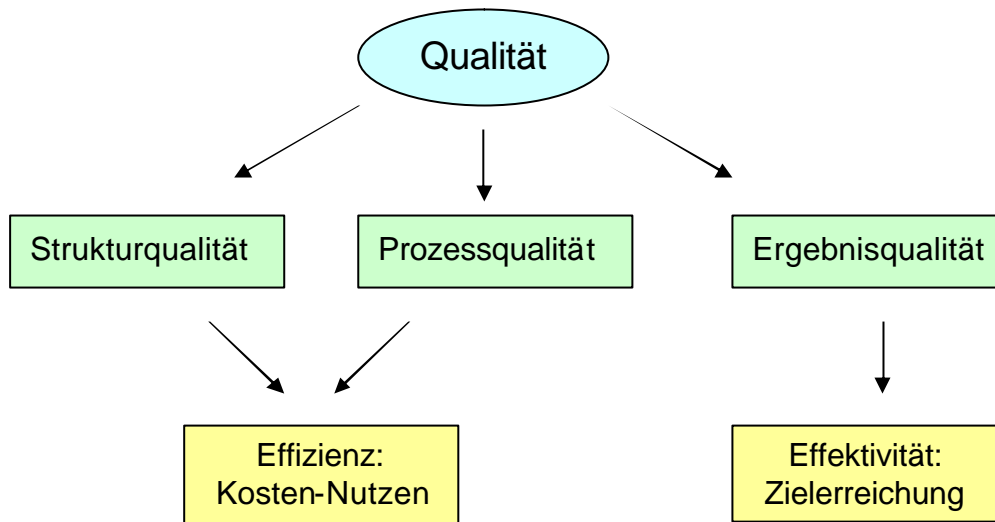 Qualität
Strukturqualität
Prozessqualität
Ergebnisqualität
Effizienz:
Kosten-Nutzen
Effektivität:
Zielerreichung